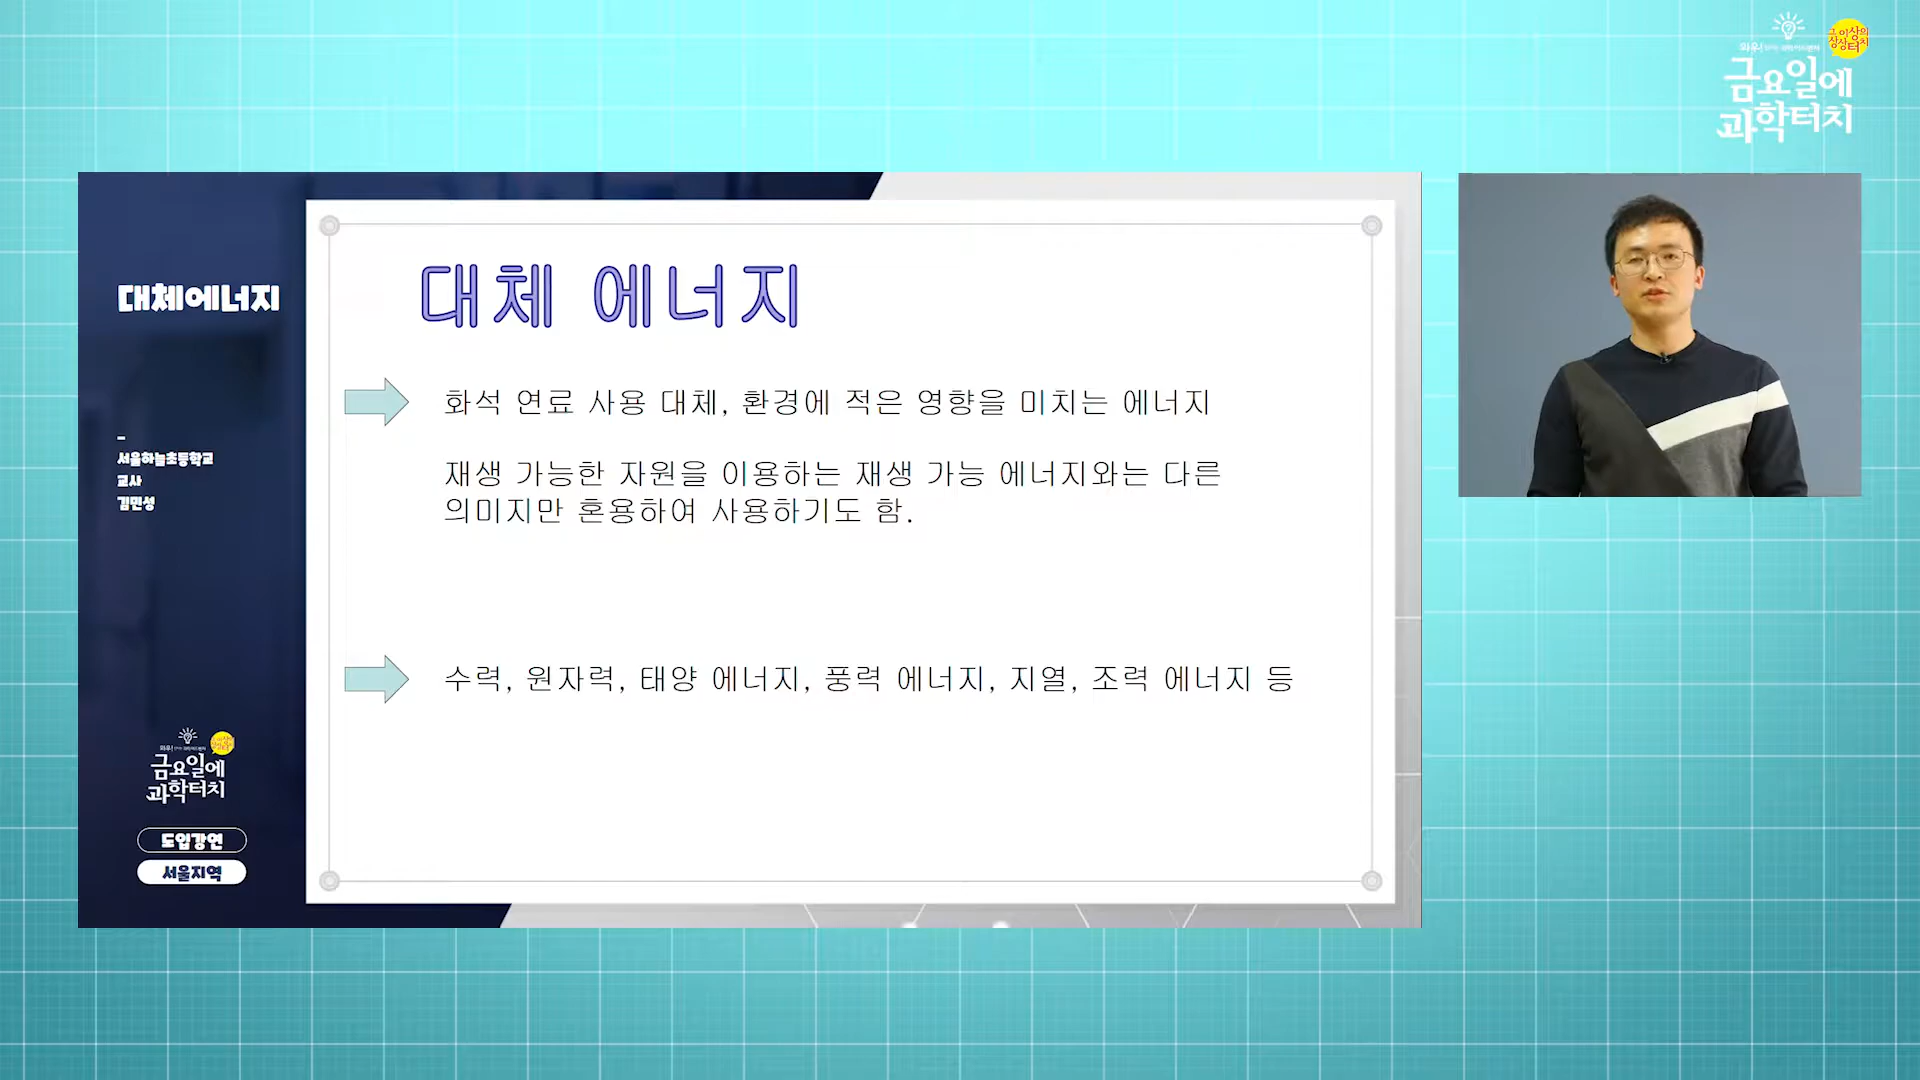 와우!
금요일에
과학터치
대체에너지
서울하늘초등학교
교사
김민성
와우!
금요일에
과학터치
도입강연
서울지역
대체 에너지
화석 연료 사용 대체, 환경에 적은 영향을 미치는 에너지
재생 가능한 자원을 이용하는 재생 가능 에너지와는 다른
의미지만 혼용하여 사용하기도 함.
수력, 원자력, 태양 에너지, 풍력 에너지, 지열, 조력 에너지 등